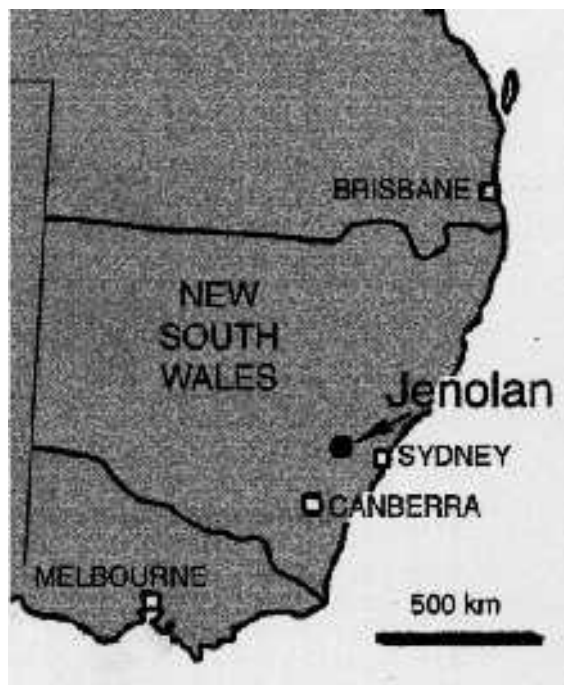 BRISBANE
NEW
SOUTH
WALES
Jenolan
SYDNEY
CANBERRA
MELBOURNE
500 km